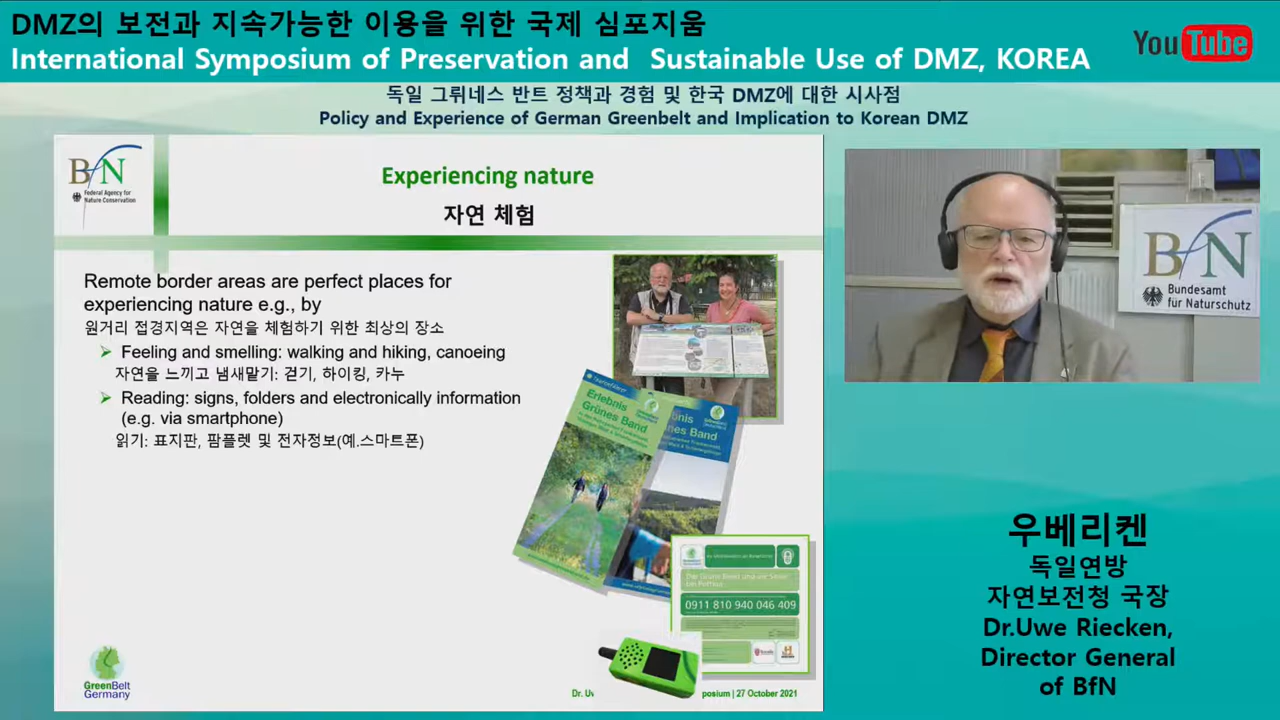 DMZ의 보전과 지속가능한 이용을 위한 국제 심포지움
International Symposium of Preservation and Sustainable Use of DMZ, KOREA
YouTube
독일 그뤼네스 반트 정책과 경험 및 한국 DMZ에 대한 시사점
Policy and Experience of German Greenbelt and Implication to Korean DMZ
BfN
Federal Agency for
Nature Conservation
Experiencing nature
자연 체험
Remote border areas are perfect places for
experiencing nature e.g., by
원거리 접경지역은 자연을 체험하기 위한 최상의 장소
Feeling and smelling: walking and hiking, canoeing
자연을 느끼고 냄새맡기: 걷기, 하이킹, 카누
Reading: signs, folders and electronically information
(e.g. via smartphone)
읽기: 표지판, 팜플렛 및 전자정보(예.스마트폰)
Erlebnis
Grünes Band
0911 810 940 046 409
GreenBelt
Germany
Dr. Uw
posium | 27 October 2021
BfN
Bundesamt
für Naturschutz
우베리켄
독일연방
자연보전청 국장
Dr.Uwe Riecken,
Director General
of BfN